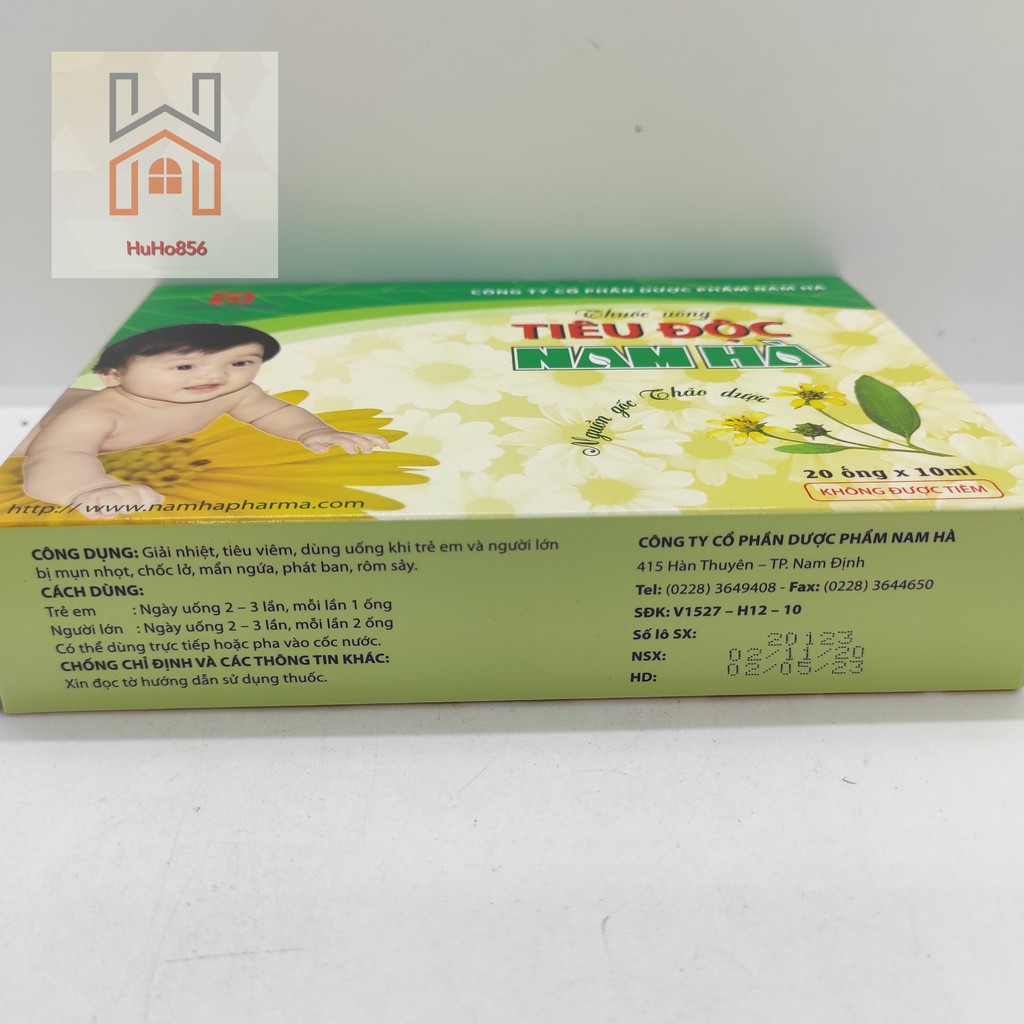 HuHo856
CÔNG TY CỔ PHẦN DƯỢC PHẨM NAM HÀ
Thuốc uống
TIÊU ĐỘC
NAM HÀ
Nguồn gốc Thảo dược
20 ống x 10ml
KHÔNG ĐƯỢC TIÊM
http:// www.namhapharma.com
CÔNG DỤNG: Giải nhiệt, tiêu viêm, dùng uống khi trẻ em và người lớn
bị mụn nhọt, chốc lở, mẩn ngứa, phát ban, rôm sảy.
CÁCH DÙNG:
Trẻ em : Ngày uống 2 – 3 lần, mỗi lần 1 ống
Người lớn : Ngày uống 2 – 3 lần, mỗi lần 2 ống
Có thể dùng trực tiếp hoặc pha vào cốc nước.
CHỐNG CHỈ ĐỊNH VÀ CÁC THÔNG TIN KHÁC:
Xin đọc tờ hướng dẫn sử dụng thuốc.
CÔNG TY CỔ PHẦN DƯỢC PHẨM NAM HÀ
415 Hàn Thuyên – TP. Nam Định
Tel: (0228) 3649408 - Fax: (0228) 3644650
SĐK: V1527 – H12 – 10
Số lô SX: 20123
NSX: 02/11/20
HD: 02/05/23